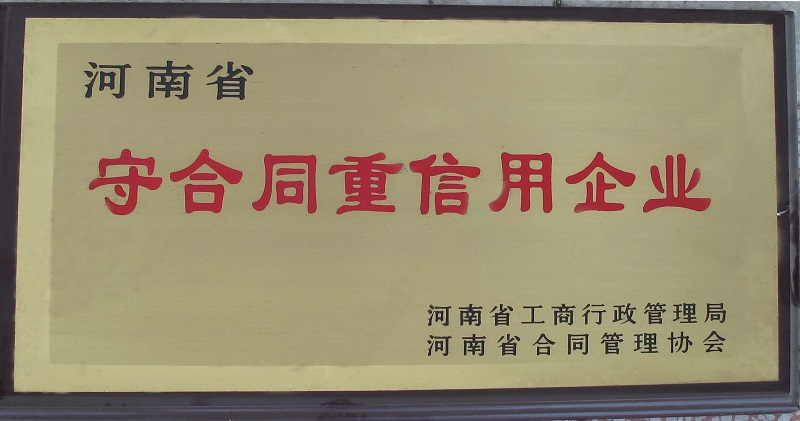 河南省
守合同重信用企业
河南省工商行政管理局
河南省合同管理协会